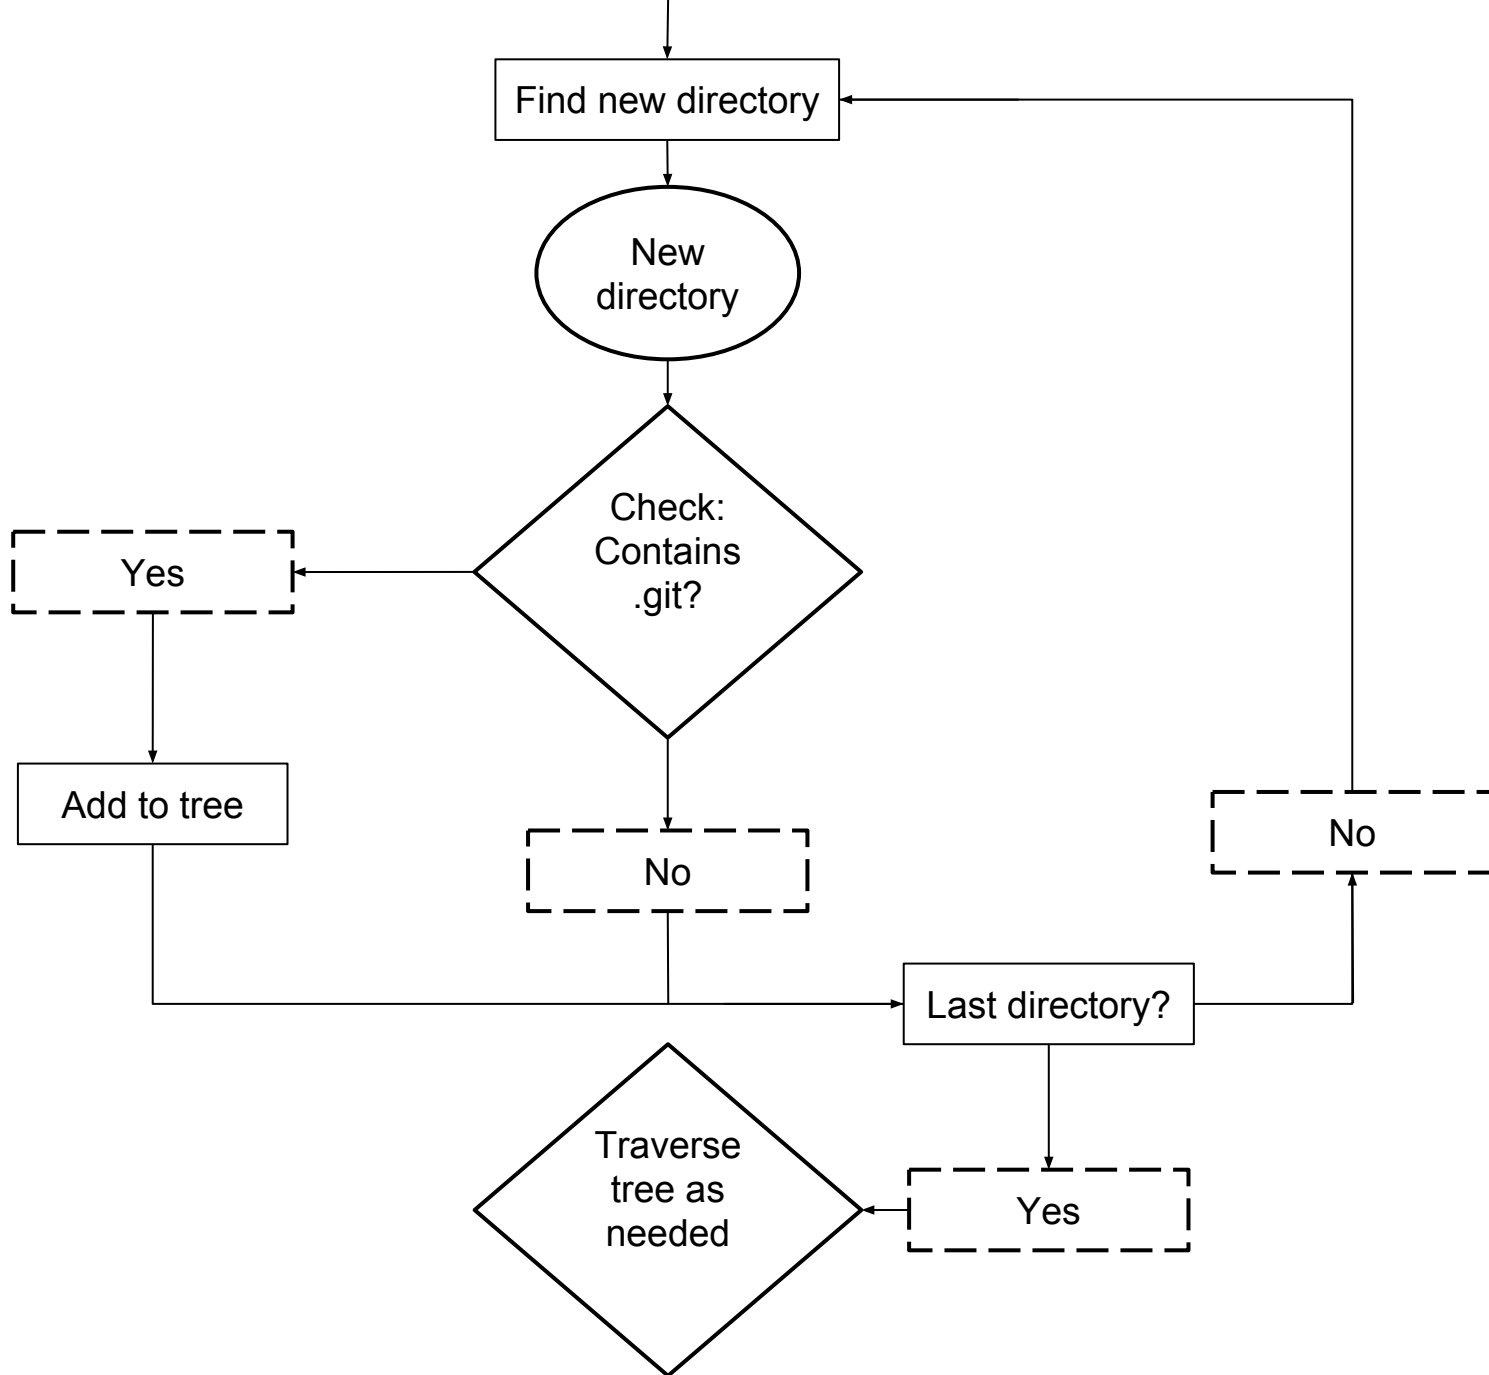 Find new directory
New
directory
Check:
Contains
.git?
Yes
Add to tree
No
No
Last directory?
Traverse
tree as
needed
Yes